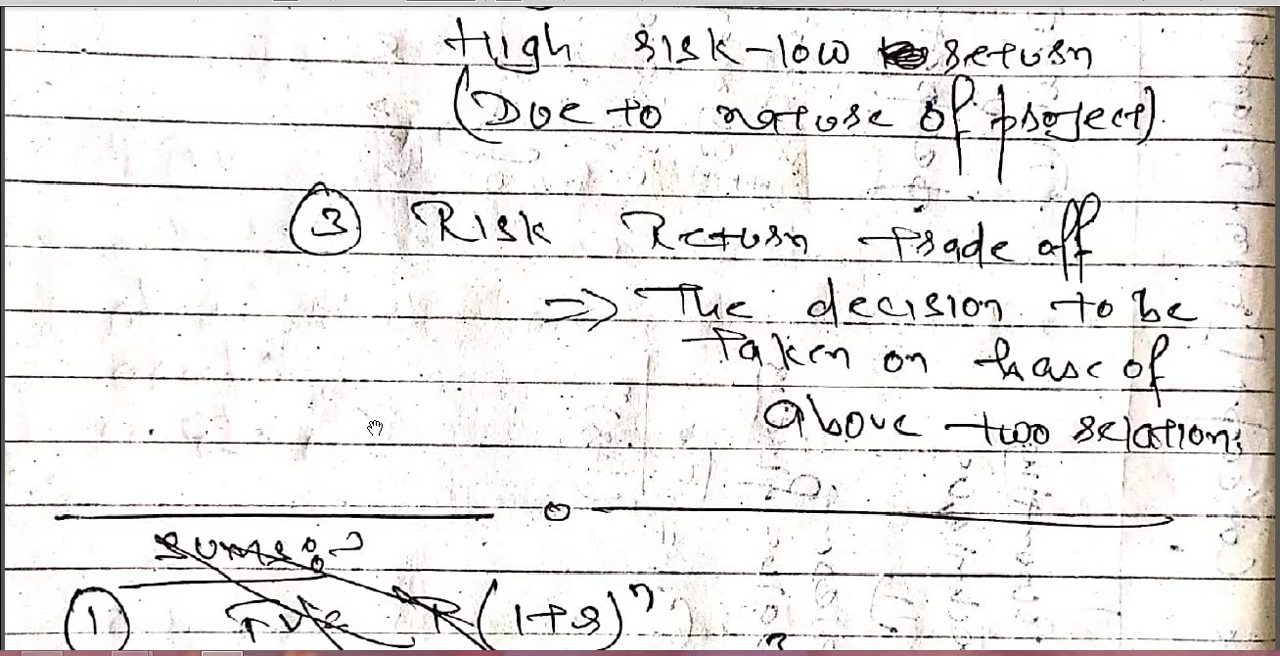 High risk-low return
(Due to nature of project)
③ Risk Return trade off
⇒ The decision to be
Taken on base of
above two relation:
Sums:-
① P (1+r)^n